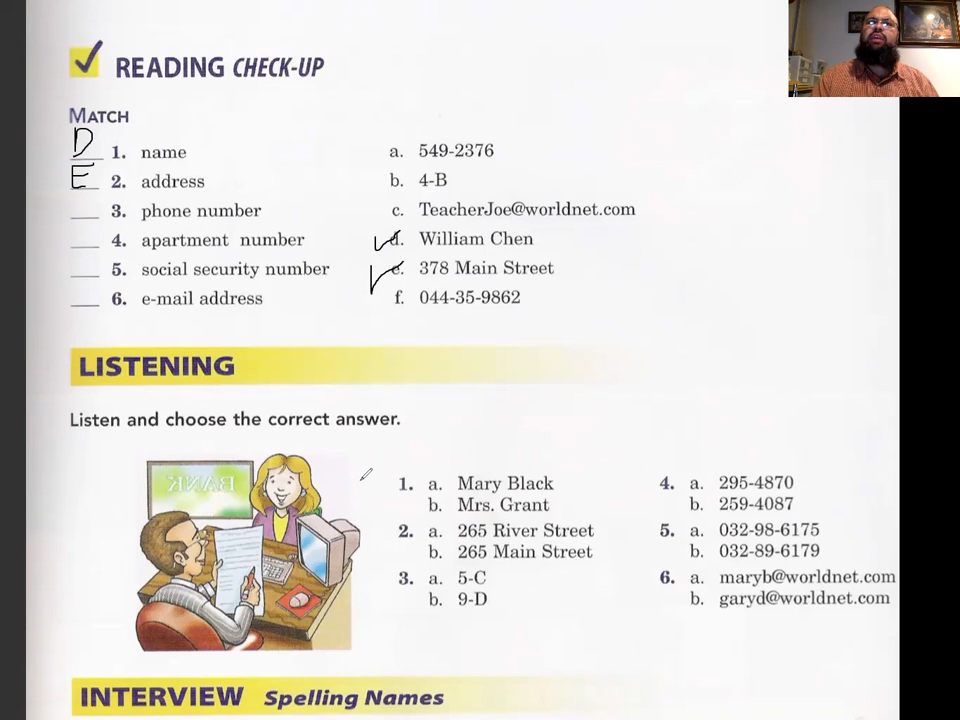 READING CHECK-UP
MATCH
D 1. name
E 2. address
3. phone number
4. apartment number
5. social security number
6. e-mail address
a. 549-2376
b. 4-B
c. TeacherJoe@worldnet.com
d. William Chen
e. 378 Main Street
f. 044-35-9862
LISTENING
Listen and choose the correct answer.
BANK
1. a. Mary Black
b. Mrs. Grant
2. a. 265 River Street
b. 265 Main Street
3. a. 5-C
b. 9-D
4. a. 295-4870
b. 259-4087
5. a. 032-98-6175
b. 032-89-6179
6. a. maryb@worldnet.com
b. garyd@worldnet.com
INTERVIEW Spelling Names